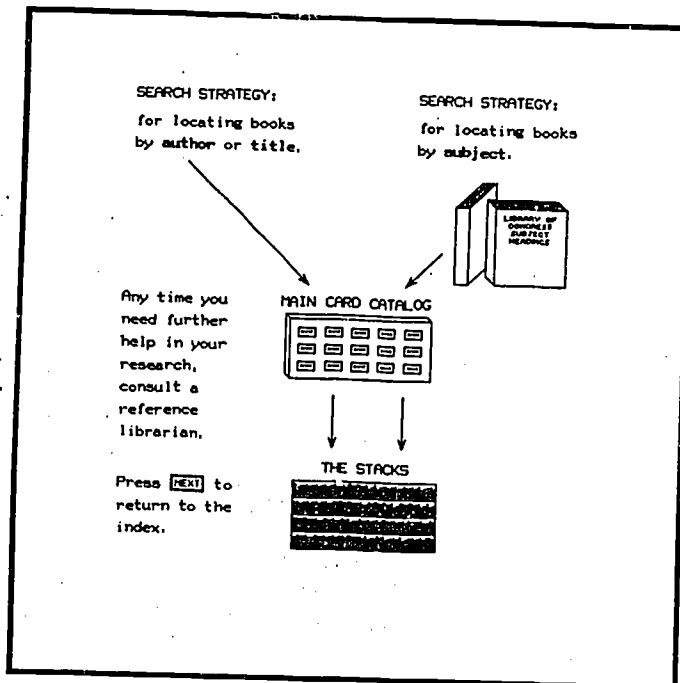 SEARCH STRATEGY:
for locating books
by author or title.
SEARCH STRATEGY:
for locating books
by subject.
LIBRARY OF
CONGRESS
SUBJECT
HEADINGS
Any time you
need further
help in your
research,
consult a
reference
librarian.
MAIN CARD CATALOG
Press NEXT to
return to the
index.
THE STACKS